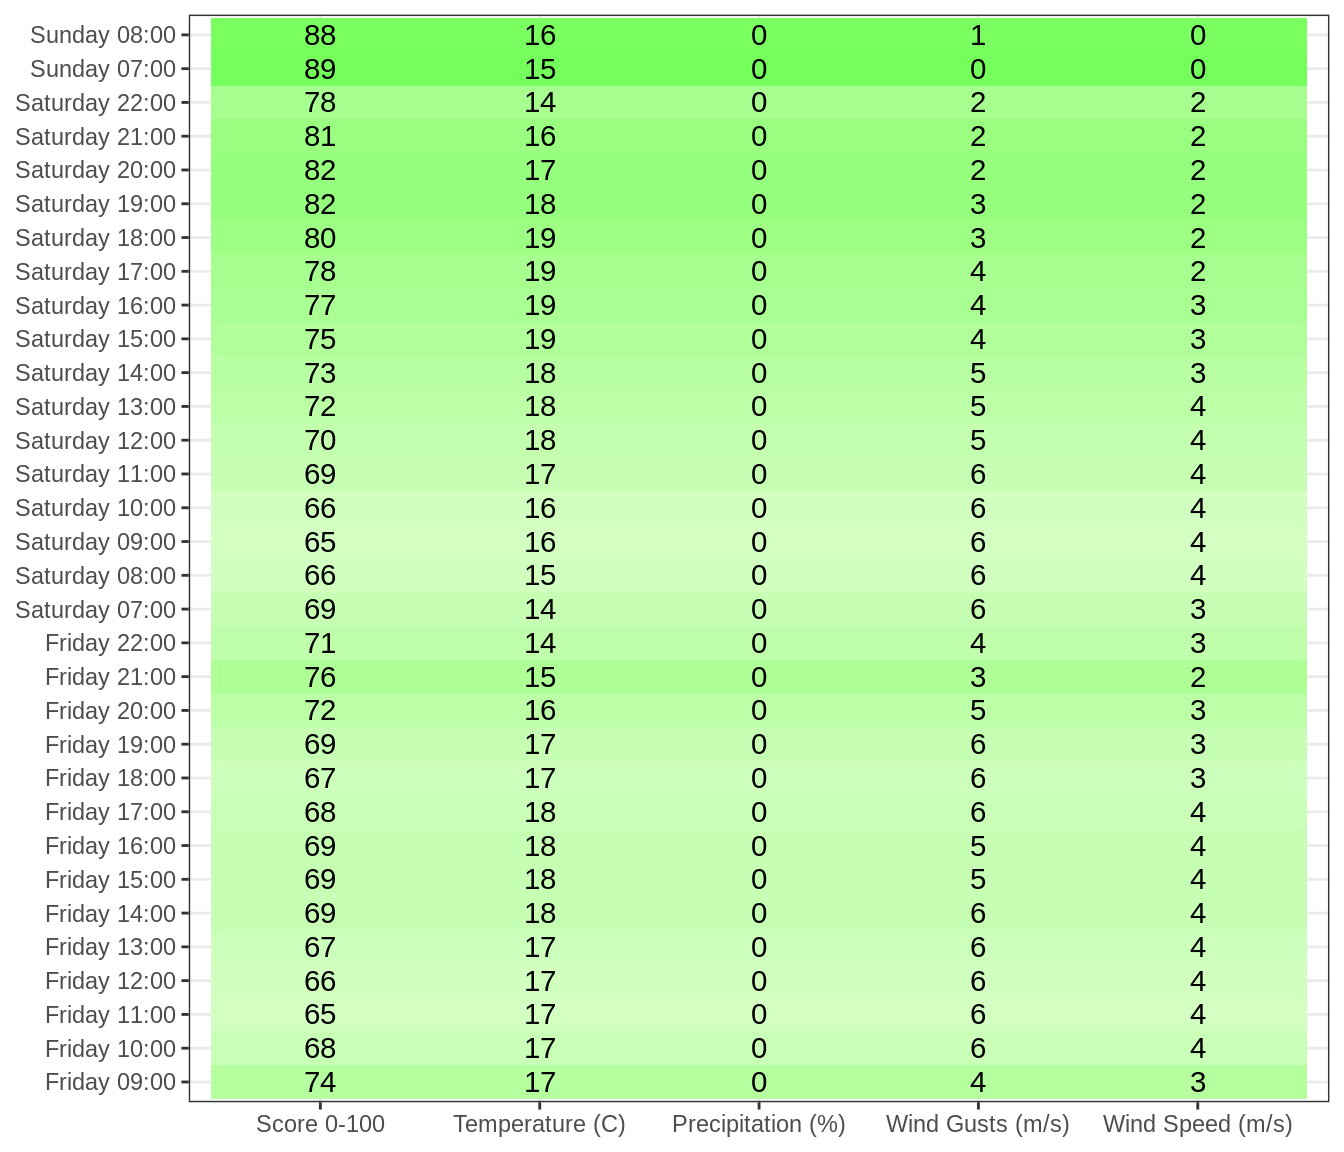 Sunday 08:00 88 16 0 1 0
Sunday 07:00 89 15 0 0 0
Saturday 22:00 78 14 0 2 2
Saturday 21:00 81 16 0 2 2
Saturday 20:00 82 17 0 2 2
Saturday 19:00 82 18 0 3 2
Saturday 18:00 80 19 0 3 2
Saturday 17:00 78 19 0 4 2
Saturday 16:00 77 19 0 4 3
Saturday 15:00 75 19 0 4 3
Saturday 14:00 73 18 0 5 3
Saturday 13:00 72 18 0 5 4
Saturday 12:00 70 18 0 5 4
Saturday 11:00 69 17 0 6 4
Saturday 10:00 66 16 0 6 4
Saturday 09:00 65 16 0 6 4
Saturday 08:00 66 15 0 6 4
Saturday 07:00 69 14 0 6 3
Friday 22:00 71 14 0 4 3
Friday 21:00 76 15 0 3 2
Friday 20:00 72 16 0 5 3
Friday 19:00 69 17 0 6 3
Friday 18:00 67 17 0 6 3
Friday 17:00 68 18 0 6 4
Friday 16:00 69 18 0 5 4
Friday 15:00 69 18 0 5 4
Friday 14:00 69 18 0 6 4
Friday 13:00 67 17 0 6 4
Friday 12:00 66 17 0 6 4
Friday 11:00 65 17 0 6 4
Friday 10:00 68 17 0 6 4
Friday 09:00 74 17 0 4 3
Score 0-100 Temperature (C) Precipitation (%) Wind Gusts (m/s) Wind Speed (m/s)